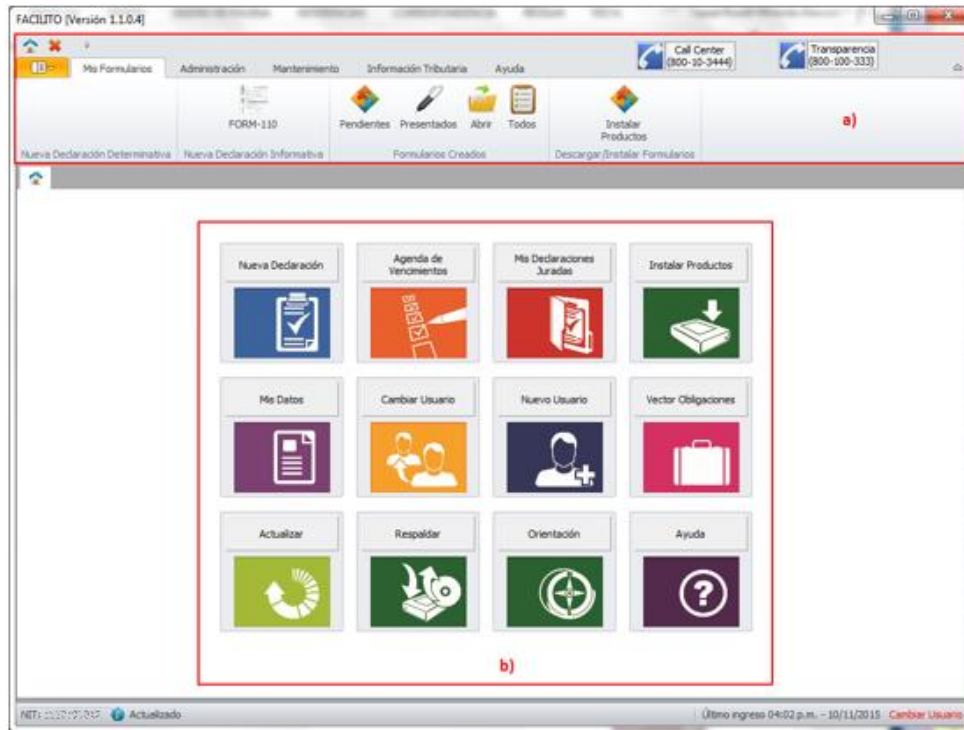 FACILITO [Versión 1.1.0.4]
Call Center
(800-10-3444)
Transparencia
(800-100-333)
Mis Formularios Administración Mantenimiento Información Tributaria Ayuda
FORM-110
Pendientes Presentados Abrir Todos
Instalar
Productos
a)
Nueva Declaración Determinativa Nueva Declaración Informativa Formularios Creados Descargar/Instalar Formularios
Nueva Declaración
Agenda de
Vencimientos
Mis Declaraciones
Juradas
Instalar Productos
Mis Datos Cambiar Usuario Nuevo Usuario Vector Obligaciones
Actualizar Respaldar Orientación Ayuda
b)
NIT: Actualizado Último ingreso 04:02 p.m. - 10/11/2015 Cambiar Usuario